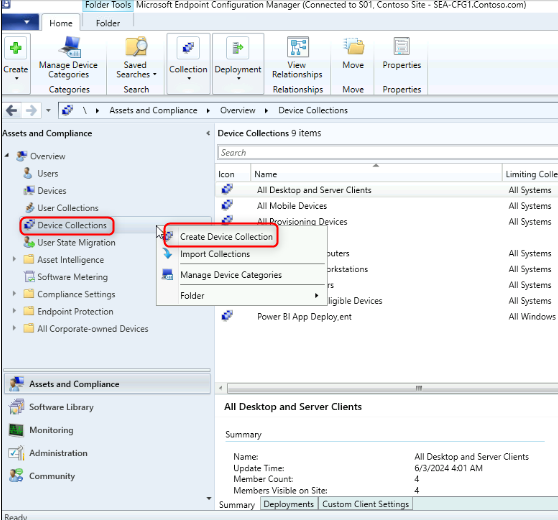 Folder Tools Microsoft Endpoint Configuration Manager (Connected to S01, Contoso Site - SEA-CFG1.Contoso.com)
Home Folder
Create
Manage Device Categories
Saved Searches
Collection
Deployment
View Relationships
Move
Properties
Categories Search Relationships Move Properties
\ Assets and Compliance Overview Device Collections
Assets and Compliance
Overview
Users
Devices
User Collections
Device Collections
User State Migration
Asset Intelligence
Software Metering
Compliance Settings
Endpoint Protection
All Corporate-owned Devices
Assets and Compliance
Software Library
Monitoring
Administration
Community
Ready
Create Device Collection
Import Collections
Manage Device Categories
Folder
Device Collections 9 items
Search
Icon Name Limiting Colle
All Desktop and Server Clients All Systems
All Mobile Devices All Systems
All Provisioning Devices All Systems
All Systems
uters All Systems
orkstations All Systems
rs All Systems
ligible Devices All Systems
Power BI App Deploy,ent All Windows
All Desktop and Server Clients
Summary
Name: All Desktop and Server Clients
Update Time: 6/3/2024 4:01 AM
Member Count: 4
Members Visible on Site: 4
Summary Deployments Custom Client Settings